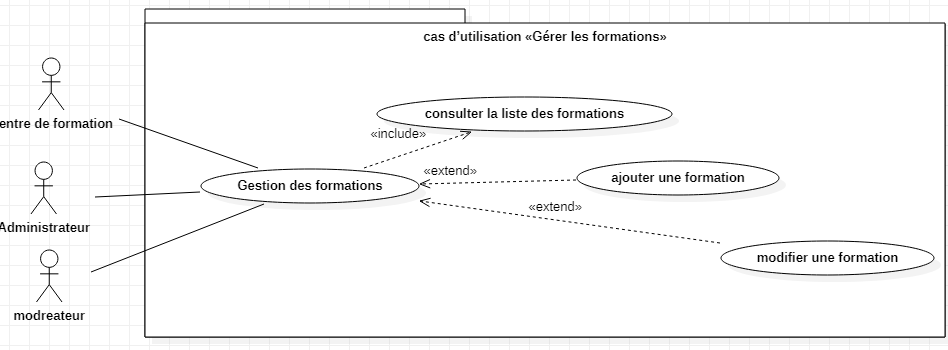 cas d'utilisation «Gérer les formations»
entre de formation
consulter la liste des formations
«include»
«extend»
ajouter une formation
Gestion des formations
«extend»
Administrateur
modifier une formation
modreateur